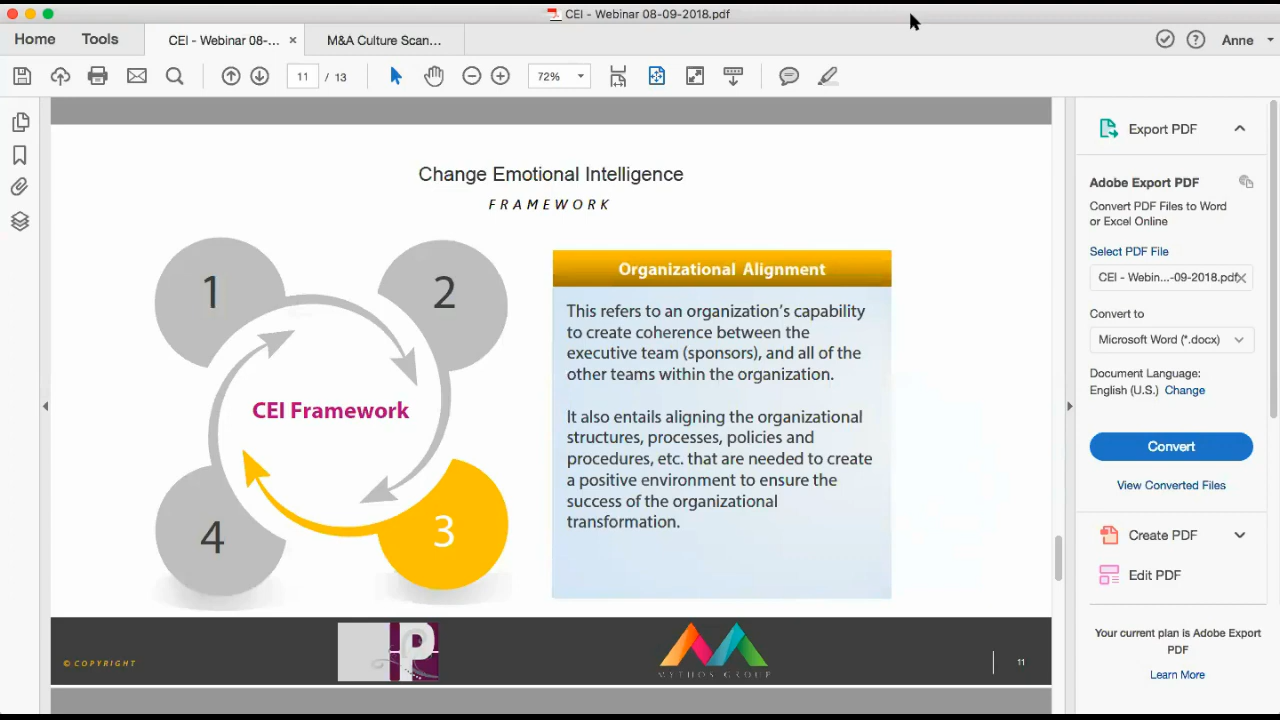 CEI - Webinar 08-09-2018.pdf
Home
Tools
CEI - Webinar 08-...
×
M&A Culture Scan...
?
Anne
11
/ 13
72%
Change Emotional Intelligence
FRAMEWORK
1
2
CEI Framework
4
3
Organizational Alignment
This refers to an organization's capability
to create coherence between the
executive team (sponsors), and all of the
other teams within the organization.
It also entails aligning the organizational
structures, processes, policies and
procedures, etc. that are needed to create
a positive environment to ensure the
success of the organizational
transformation.
© COPYRIGHT
P
MYTHOS GROUP
11
Export PDF
Adobe Export PDF
Convert PDF Files to Word
or Excel Online
Select PDF File
CEI - Webin...-09-2018.pdf
Convert to
Microsoft Word (*.docx)
Document Language:
English (U.S.) Change
Convert
View Converted Files
Create PDF
Edit PDF
Your current plan is Adobe Export
PDF
Learn More